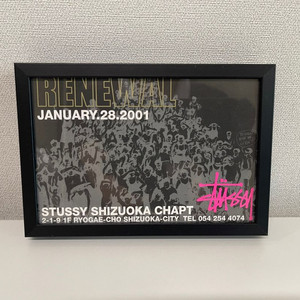 RENEWAL
JANUARY.28.2001
STUSSY SHIZUOKA CHAPT
Stussy
2-1-9 1F RYOGAE-CHO SHIZUOKA-CITY TEL 054 254 4074